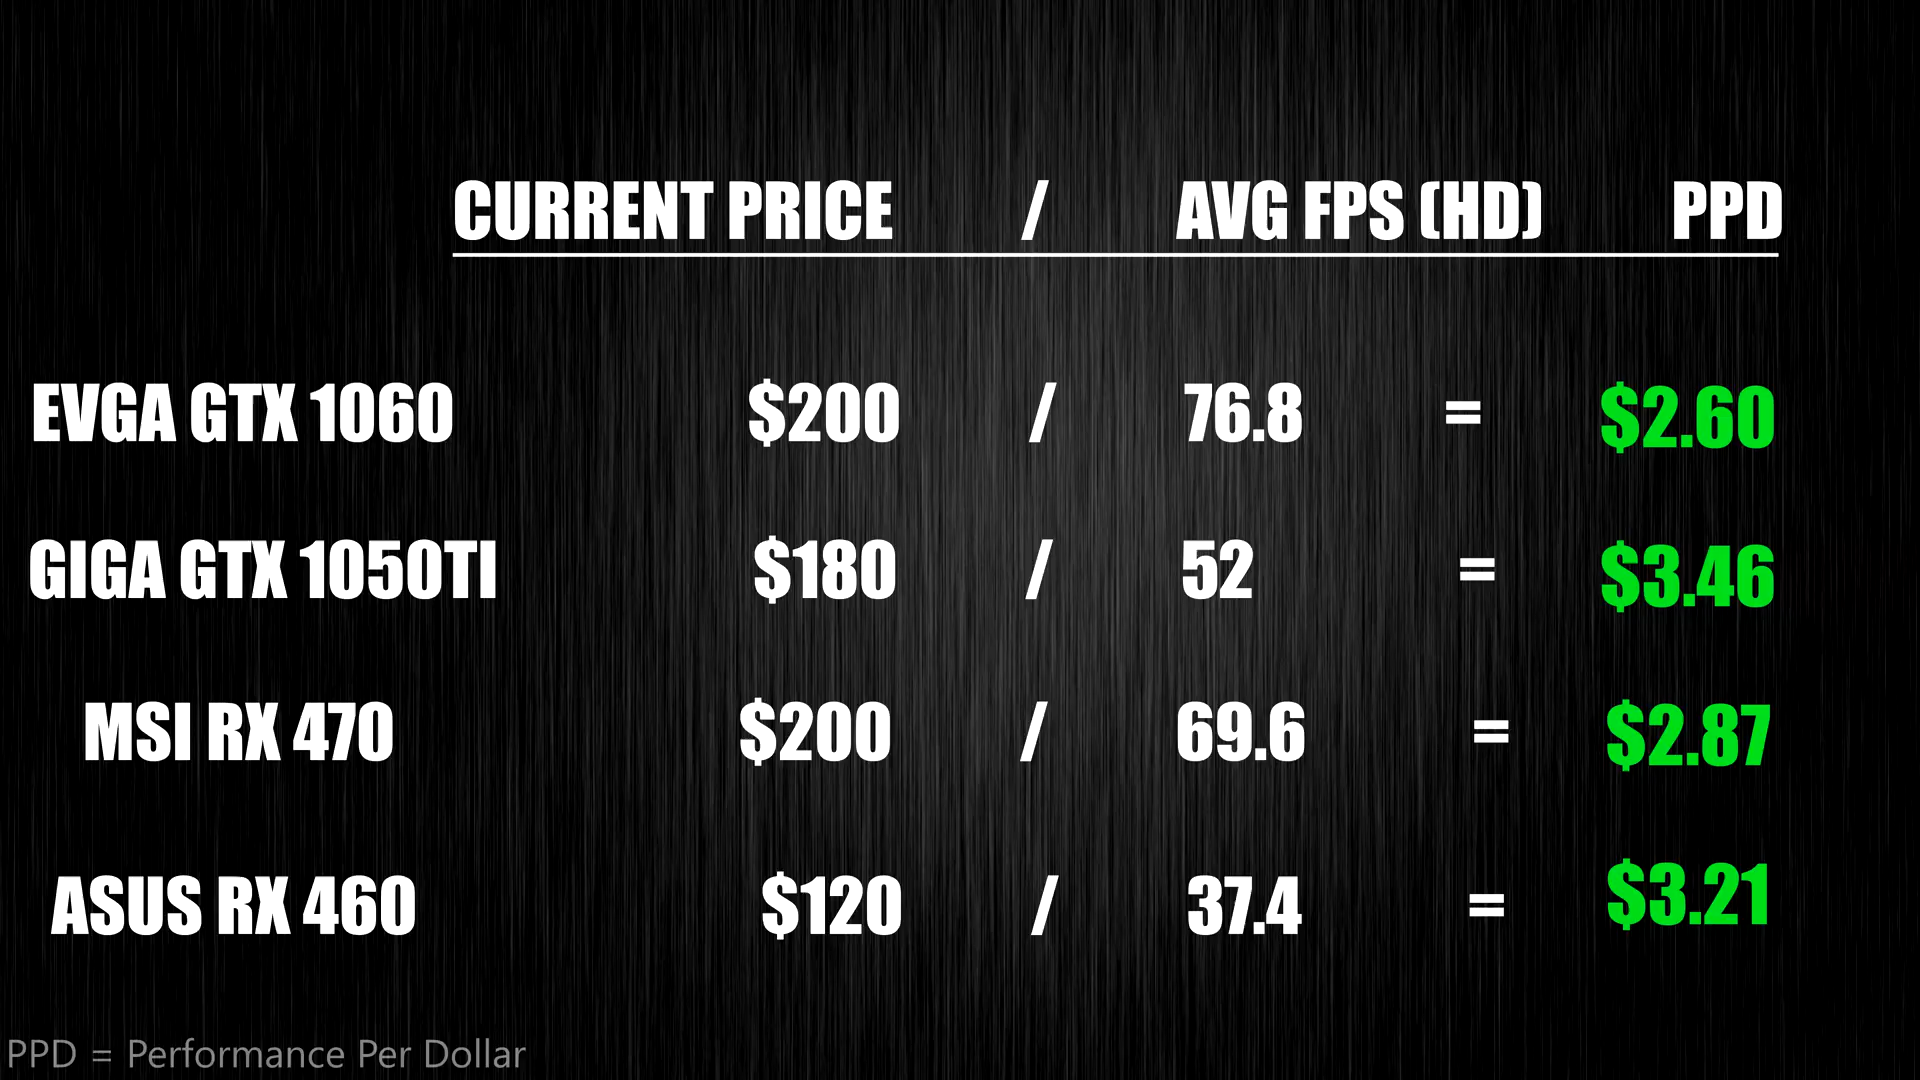 CURRENT PRICE / AVG FPS (HD) PPD
EVGA GTX 1060 $200 / 76.8 = $2.60
GIGA GTX 1050TI $180 / 52 = $3.46
MSI RX 470 $200 / 69.6 = $2.87
ASUS RX 460 $120 / 37.4 = $3.21
PPD = Performance Per Dollar